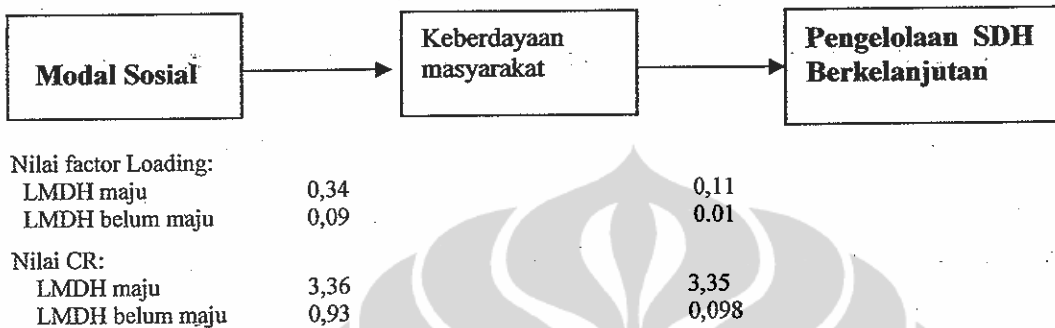 Modal Sosial
Keberdayaan
masyarakat
Pengelolaan SDH
Berkelanjutan
Nilai factor Loading:
LMDH maju 0,34 0,11
LMDH belum maju 0,09 0.01
Nilai CR:
LMDH maju 3,36 3,35
LMDH belum maju 0,93 0,098